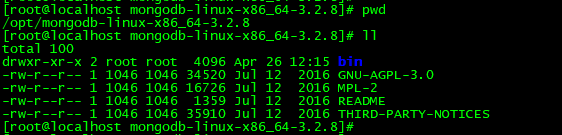 [root@localhost mongodb-linux-x86_64-3.2.8]# pwd
/opt/mongodb-linux-x86_64-3.2.8
[root@localhost mongodb-linux-x86_64-3.2.8]# ll
total 100
drwxr-xr-x 2 root root  4096 Apr 26 12:15 bin
-rw-r--r-- 1 1046 1046 34520 Jul 12  2016 GNU-AGPL-3.0
-rw-r--r-- 1 1046 1046 16726 Jul 12  2016 MPL-2
-rw-r--r-- 1 1046 1046  1359 Jul 12  2016 README
-rw-r--r-- 1 1046 1046 35910 Jul 12  2016 THIRD-PARTY-NOTICES
[root@localhost mongodb-linux-x86_64-3.2.8]#